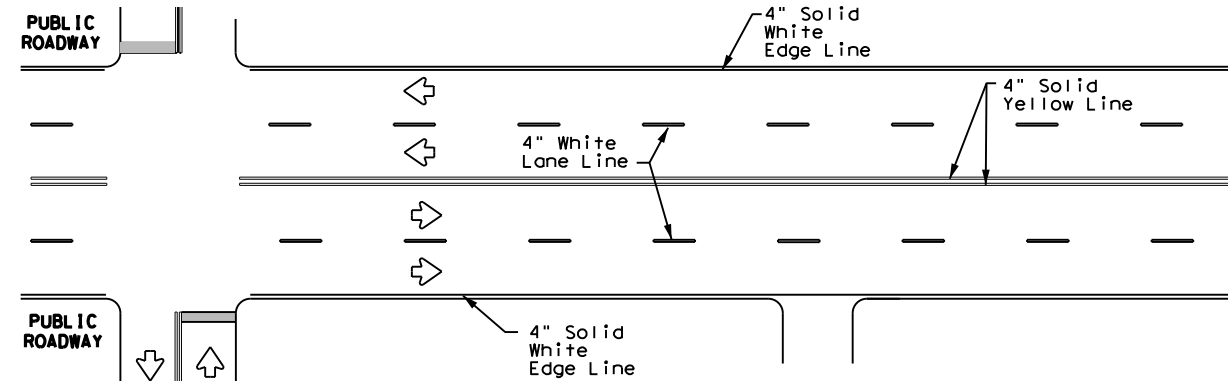 PUBLIC
ROADWAY
4" Solid
White
Edge Line
4" Solid
Yellow Line
4" White
Lane Line
PUBLIC
ROADWAY
4" Solid
White
Edge Line